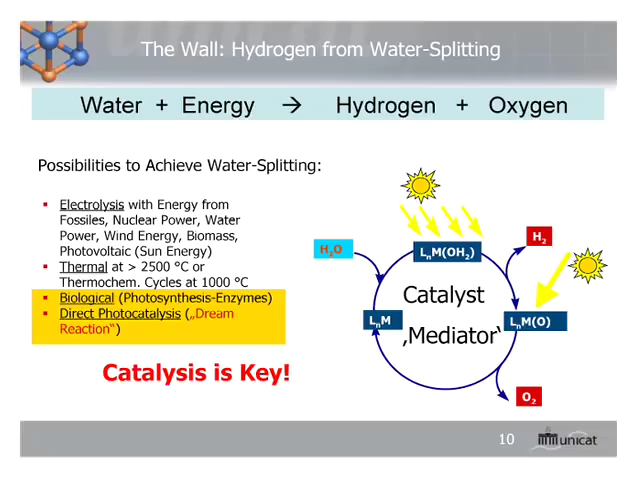 The Wall: Hydrogen from Water-Splitting
Water + Energy → Hydrogen + Oxygen
Possibilities to Achieve Water-Splitting:
▪ Electrolysis with Energy from
Fossiles, Nuclear Power, Water
Power, Wind Energy, Biomass,
Photovoltaic (Sun Energy)
▪ Thermal at > 2500 °C or
Thermochem. Cycles at 1000 °C
▪ Biological (Photosynthesis-Enzymes)
▪ Direct Photocatalysis („Dream
Reaction“)
Catalysis is Key!
H₂O
LₙM(OH₂)
H₂
Catalyst
LₙM
LₙM(O)
‚Mediator‘
O₂
10
unicat